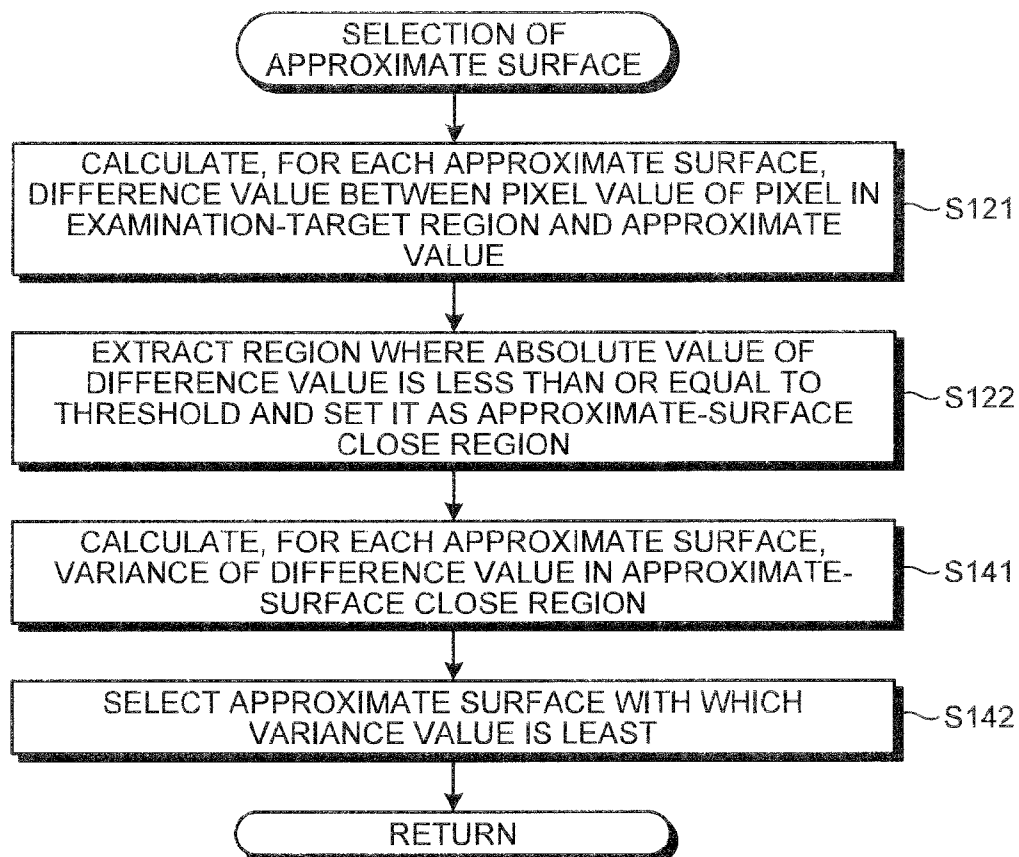 SELECTION OF
APPROXIMATE SURFACE
CALCULATE, FOR EACH APPROXIMATE SURFACE,
DIFFERENCE VALUE BETWEEN PIXEL VALUE OF PIXEL IN
EXAMINATION-TARGET REGION AND APPROXIMATE
VALUE
S121
EXTRACT REGION WHERE ABSOLUTE VALUE OF
DIFFERENCE VALUE IS LESS THAN OR EQUAL TO
THRESHOLD AND SET IT AS APPROXIMATE-SURFACE
CLOSE REGION
S122
CALCULATE, FOR EACH APPROXIMATE SURFACE,
VARIANCE OF DIFFERENCE VALUE IN APPROXIMATE-
SURFACE CLOSE REGION
S141
SELECT APPROXIMATE SURFACE WITH WHICH
VARIANCE VALUE IS LEAST
S142
RETURN